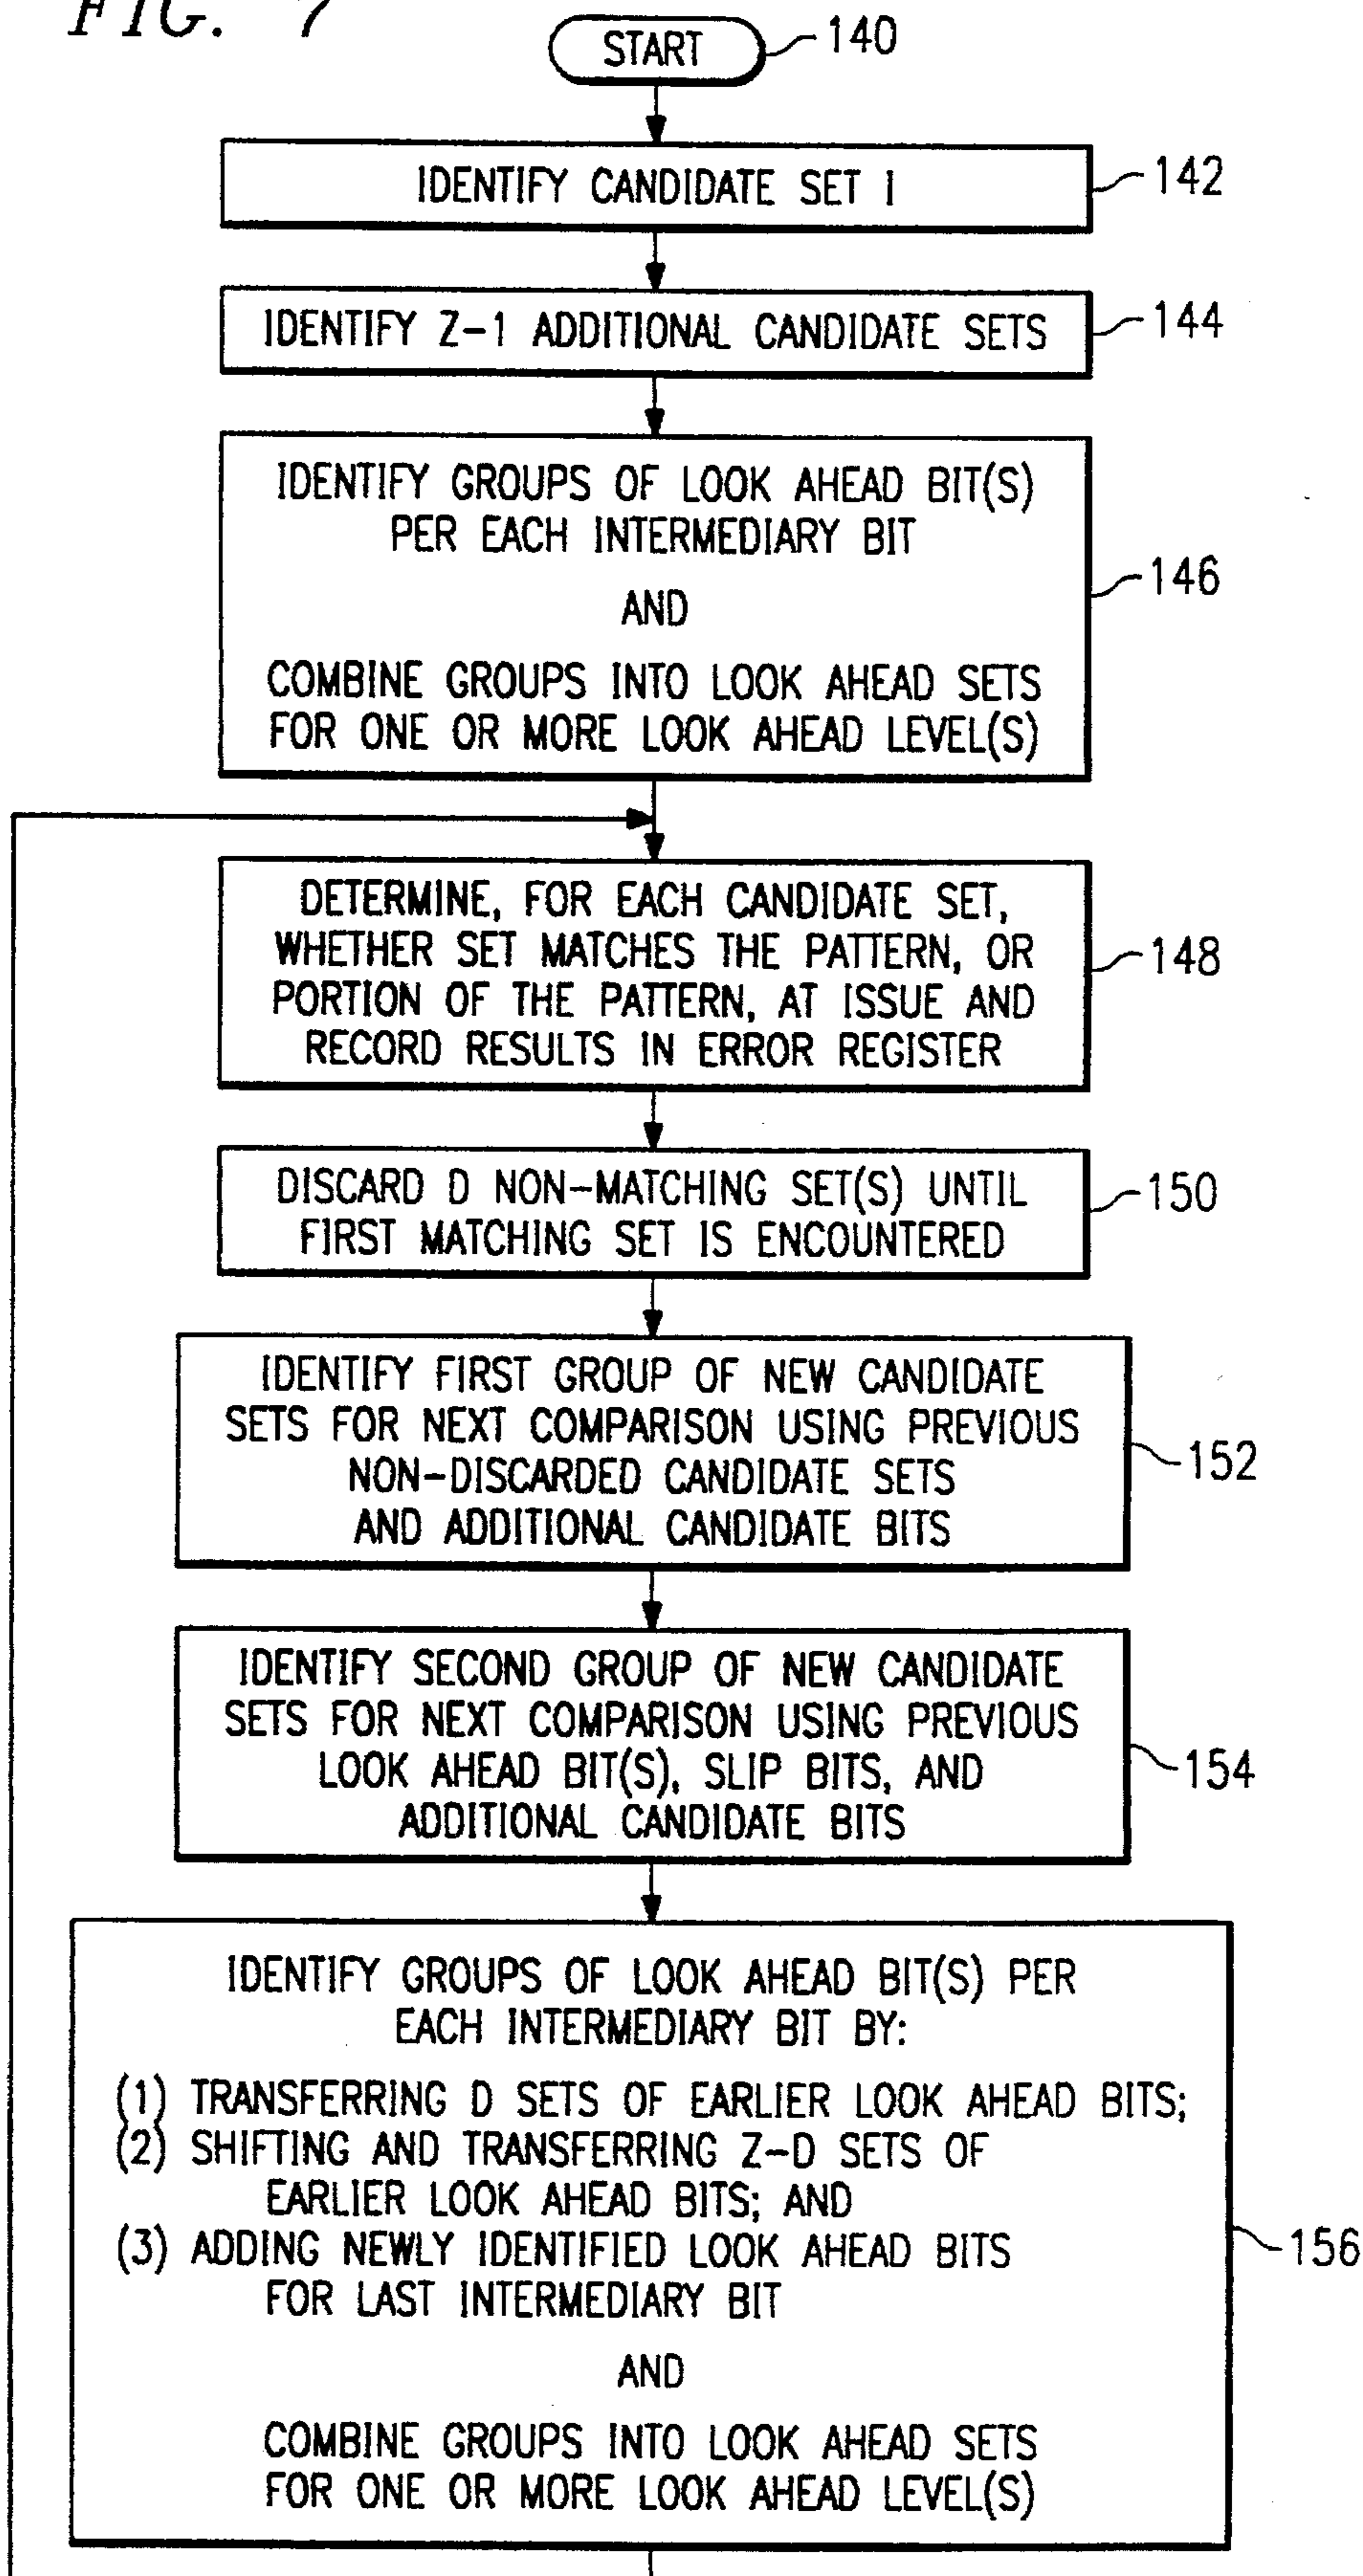 FIG. 7
START
140
IDENTIFY CANDIDATE SET 1
142
IDENTIFY Z-1 ADDITIONAL CANDIDATE SETS
144
IDENTIFY GROUPS OF LOOK AHEAD BIT(S)
PER EACH INTERMEDIARY BIT
AND
COMBINE GROUPS INTO LOOK AHEAD SETS
FOR ONE OR MORE LOOK AHEAD LEVEL(S)
146
DETERMINE, FOR EACH CANDIDATE SET,
WHETHER SET MATCHES THE PATTERN, OR
PORTION OF THE PATTERN, AT ISSUE AND
RECORD RESULTS IN ERROR REGISTER
148
DISCARD D NON-MATCHING SET(S) UNTIL
FIRST MATCHING SET IS ENCOUNTERED
150
IDENTIFY FIRST GROUP OF NEW CANDIDATE
SETS FOR NEXT COMPARISON USING PREVIOUS
NON-DISCARDED CANDIDATE SETS
AND ADDITIONAL CANDIDATE BITS
152
IDENTIFY SECOND GROUP OF NEW CANDIDATE
SETS FOR NEXT COMPARISON USING PREVIOUS
LOOK AHEAD BIT(S), SLIP BITS, AND
ADDITIONAL CANDIDATE BITS
154
IDENTIFY GROUPS OF LOOK AHEAD BIT(S) PER
EACH INTERMEDIARY BIT BY:
(1) TRANSFERRING D SETS OF EARLIER LOOK AHEAD BITS;
(2) SHIFTING AND TRANSFERRING Z-D SETS OF
EARLIER LOOK AHEAD BITS; AND
(3) ADDING NEWLY IDENTIFIED LOOK AHEAD BITS
FOR LAST INTERMEDIARY BIT
AND
COMBINE GROUPS INTO LOOK AHEAD SETS
FOR ONE OR MORE LOOK AHEAD LEVEL(S)
156